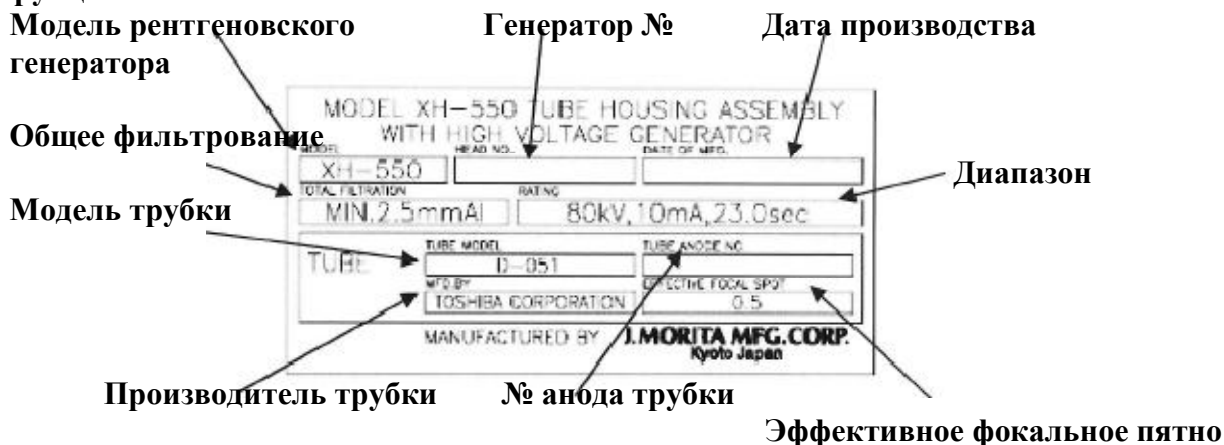 Модель рентгеновского генератора
Генератор №
Дата производства
MODEL XH-550 TUBE HOUSING ASSEMBLY
WITH HIGH VOLTAGE GENERATOR
Общее фильтрование
MODEL
HEAD NO.
DATE OF MFG.
XH-550
Диапазон
TOTAL FILTRATION
RATING
MIN.2.5mmAl
80kV,10mA,23.0sec
Модель трубки
TUBE
TUBE MODEL
TUBE ANODE NO
D-051
MFD.BY
EFFECTIVE FOCAL SPOT
TOSHIBA CORPORATION
0.5
MANUFACTURED BY J.MORITA MFG.CORP.
Kyoto Japan
Производитель трубки
№ анода трубки
Эффективное фокальное пятно